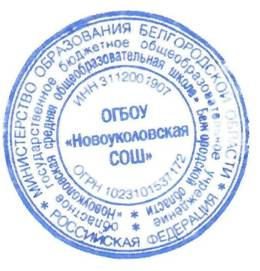 МИНИСТЕРСТВО ОБРАЗОВАНИЯ БЕЛГОРОДСКОЙ ОБЛАСТИ
* РОССИЙСКАЯ ФЕДЕРАЦИЯ *
"областное государственное бюджетное общеобразовательное учреждение
"Новоуколовская средняя общеобразовательная школа" Белгородской области
ИНН 3112001907
ОГБОУ
«Новоуколовская
СОШ»
ОГРН 1023101537172